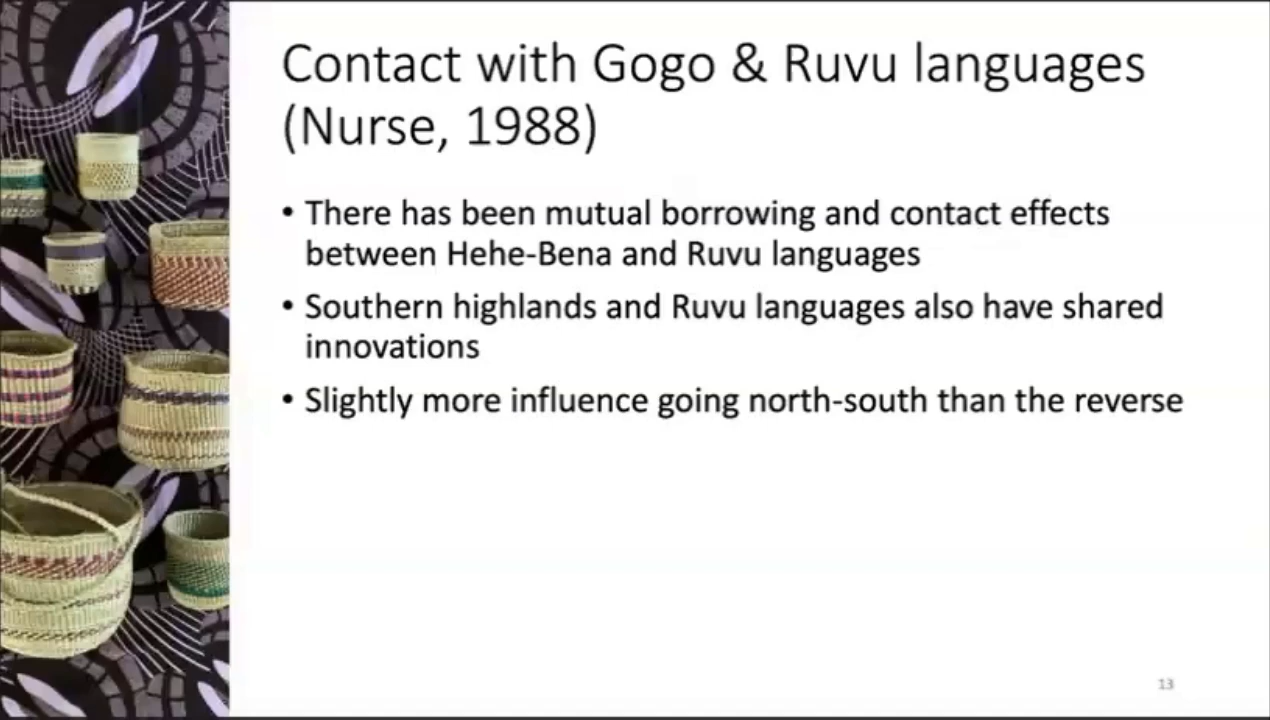 Contact with Gogo & Ruvu languages
(Nurse, 1988)
• There has been mutual borrowing and contact effects
between Hehe-Bena and Ruvu languages
• Southern highlands and Ruvu languages also have shared
innovations
• Slightly more influence going north-south than the reverse
13